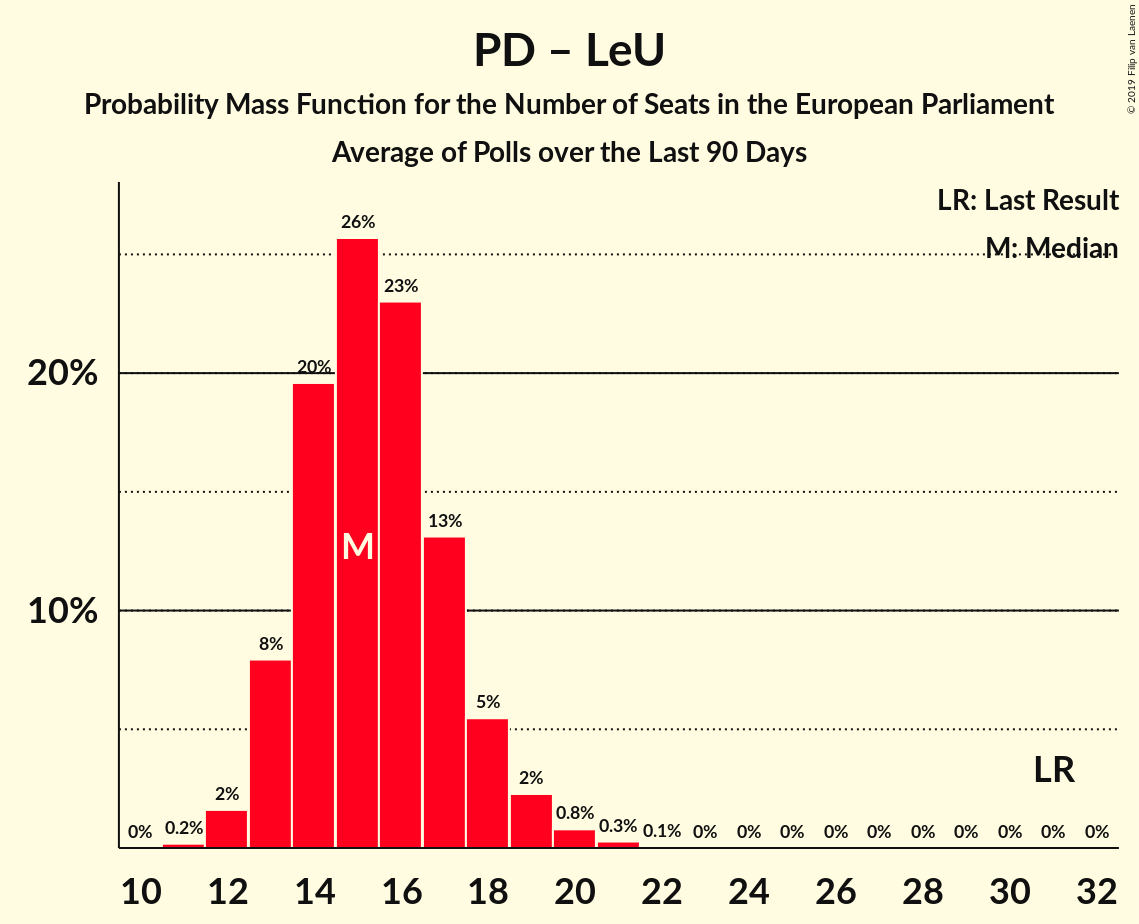 PD – LeU
Probability Mass Function for the Number of Seats in the European Parliament
Average of Polls over the Last 90 Days
© 2019 Filip van Laenen
LR: Last Result
M: Median
26%
23%
20%
20%
13%
M
10%
8%
5%
LR
2%
2%
0% 0.2% 0.8% 0.3% 0.1% 0% 0% 0% 0% 0% 0% 0% 0% 0% 0%
10 12 14 16 18 20 22 24 26 28 30 32